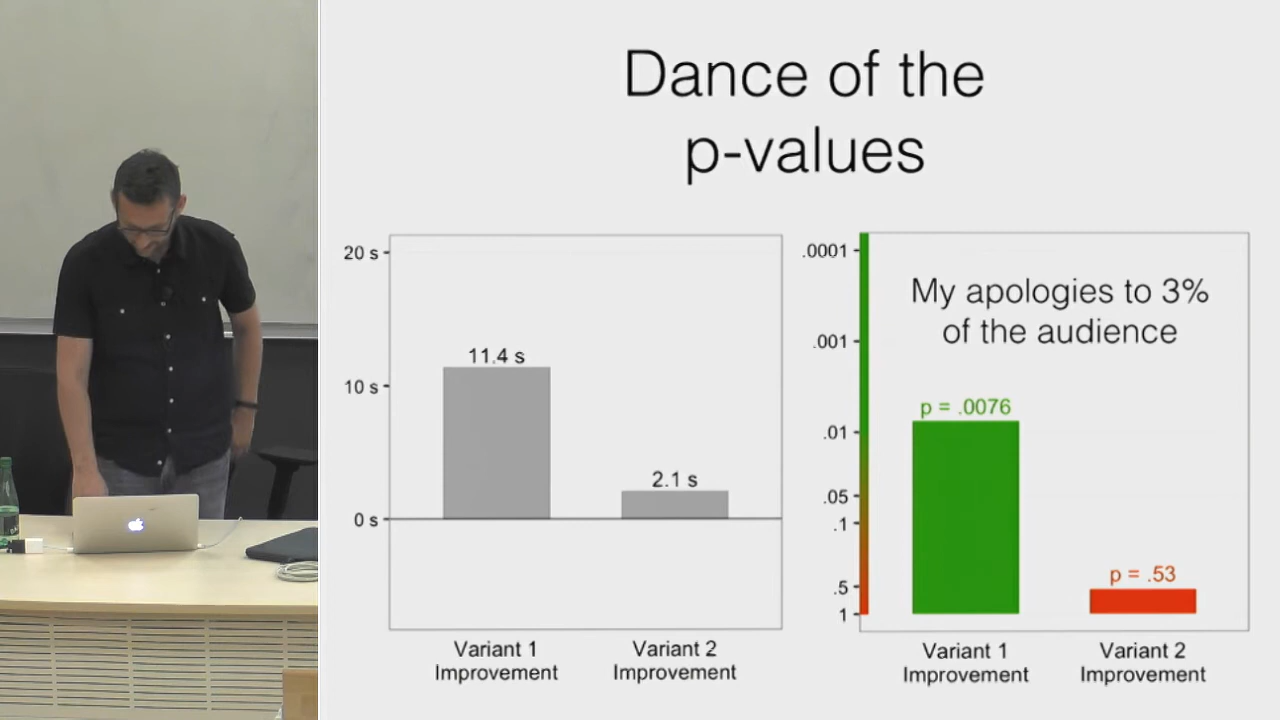 Dance of the
p-values
20 s
10 s
0 s
11.4 s
2.1 s
Variant 1
Improvement
Variant 2
Improvement
.0001
.001
.01
.05
.1
.5
1
My apologies to 3%
of the audience
p = .0076
p = .53
Variant 1
Improvement
Variant 2
Improvement